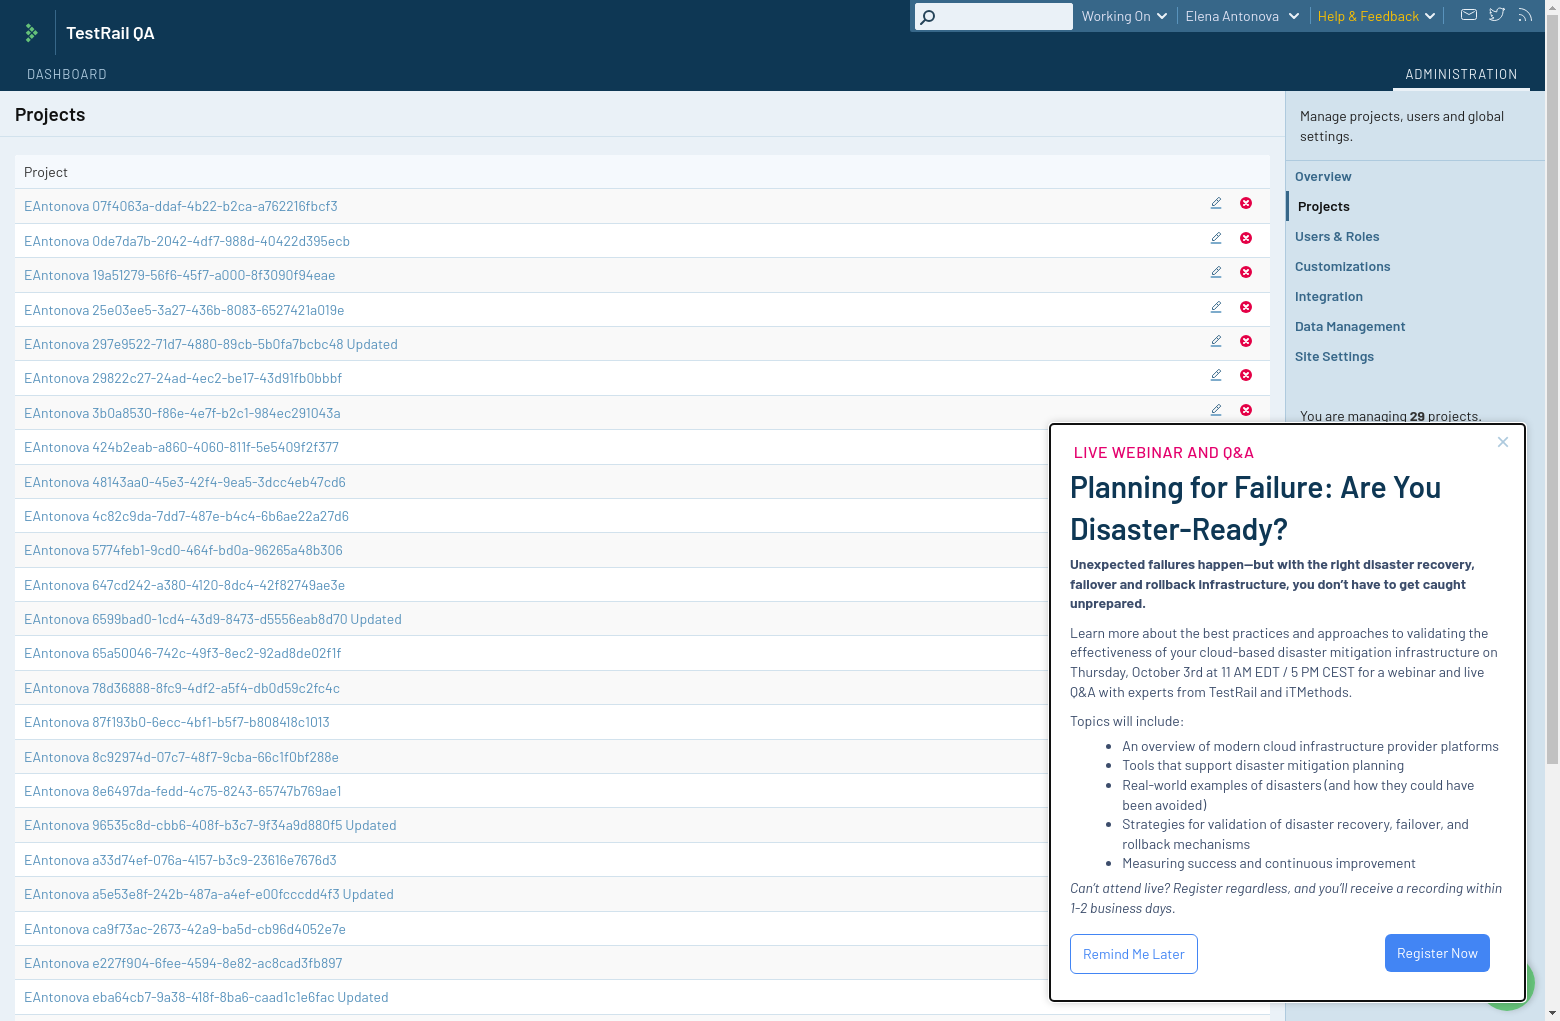 TestRail QA
Working On
Elena Antonova
Help & Feedback
DASHBOARD
ADMINISTRATION
Projects
Project
EAntonova 07f4063a-ddaf-4b22-b2ca-a762216fbcf3
EAntonova 0de7da7b-2042-4df7-988d-40422d395ecb
EAntonova 19a51279-56f6-45f7-a000-8f3090f94eae
EAntonova 25e03ee5-3a27-436b-8083-6527421a019e
EAntonova 297e9522-71d7-4880-89cb-5b0fa7bcbc48 Updated
EAntonova 29822c27-24ad-4ec2-be17-43d91fb0bbbf
EAntonova 3b0a8530-f86e-4e7f-b2c1-984ec291043a
EAntonova 424b2eab-a860-4060-811f-5e5409f2f377
EAntonova 48143aa0-45e3-42f4-9ea5-3dcc4eb47cd6
EAntonova 4c82c9da-7dd7-487e-b4c4-6b6ae22a27d6
EAntonova 5774feb1-9cd0-464f-bd0a-96265a48b306
EAntonova 647cd242-a380-4120-8dc4-42f82749ae3e
EAntonova 6599bad0-1cd4-43d9-8473-d5556eab8d70 Updated
EAntonova 65a50046-742c-49f3-8ec2-92ad8de02f1f
EAntonova 78d36888-8fc9-4df2-a5f4-db0d59c2fc4c
EAntonova 87f193b0-6ecc-4bf1-b5f7-b808418c1013
EAntonova 8c92974d-07c7-48f7-9cba-66c1f0bf288e
EAntonova 8e6497da-fedd-4c75-8243-65747b769ae1
EAntonova 96535c8d-cbb6-408f-b3c7-9f34a9d880f5 Updated
EAntonova a33d74ef-076a-4157-b3c9-23616e7676d3
EAntonova a5e53e8f-242b-487a-a4ef-e00fcccdd4f3 Updated
EAntonova ca9f73ac-2673-42a9-ba5d-cb96d4052e7e
EAntonova e227f904-6fee-4594-8e82-ac8cad3fb897
EAntonova eba64cb7-9a38-418f-8ba6-caad1c1e6fac Updated
Manage projects, users and global
settings.
Overview
Projects
Users & Roles
Customizations
Integration
Data Management
Site Settings
You are managing 29 projects.
LIVE WEBINAR AND Q&A
Planning for Failure: Are You
Disaster-Ready?
Unexpected failures happen—but with the right disaster recovery,
failover and rollback infrastructure, you don’t have to get caught
unprepared.
Learn more about the best practices and approaches to validating the
effectiveness of your cloud-based disaster mitigation infrastructure on
Thursday, October 3rd at 11 AM EDT / 5 PM CEST for a webinar and live
Q&A with experts from TestRail and iTMethods.
Topics will include:
• An overview of modern cloud infrastructure provider platforms
• Tools that support disaster mitigation planning
• Real-world examples of disasters (and how they could have
been avoided)
• Strategies for validation of disaster recovery, failover, and
rollback mechanisms
• Measuring success and continuous improvement
Can’t attend live? Register regardless, and you’ll receive a recording within
1-2 business days.
Remind Me Later
Register Now